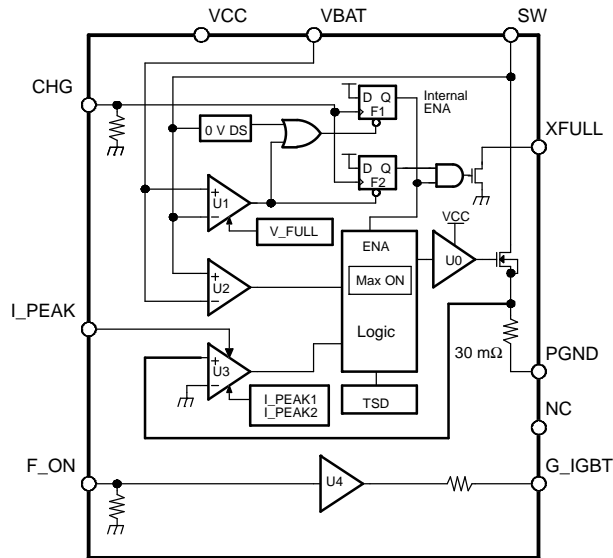 VCC VBAT SW
CHG
D Q
F1
Internal
ENA
XFULL
0 V DS
D Q
F2
+
U1
−
V_FULL
ENA
VCC
U0
+
U2
−
Max ON
I_PEAK
Logic
+
U3
−
30 mΩ
PGND
I_PEAK1
I_PEAK2
TSD
NC
F_ON
U4
G_IGBT